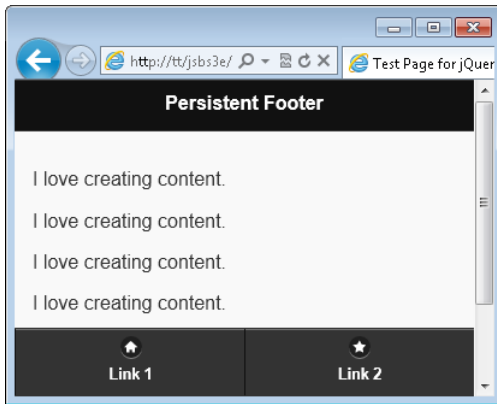 http://tt/jsbs3e/
Test Page for jQuer
Persistent Footer
I love creating content.
I love creating content.
I love creating content.
I love creating content.
Link 1 Link 2